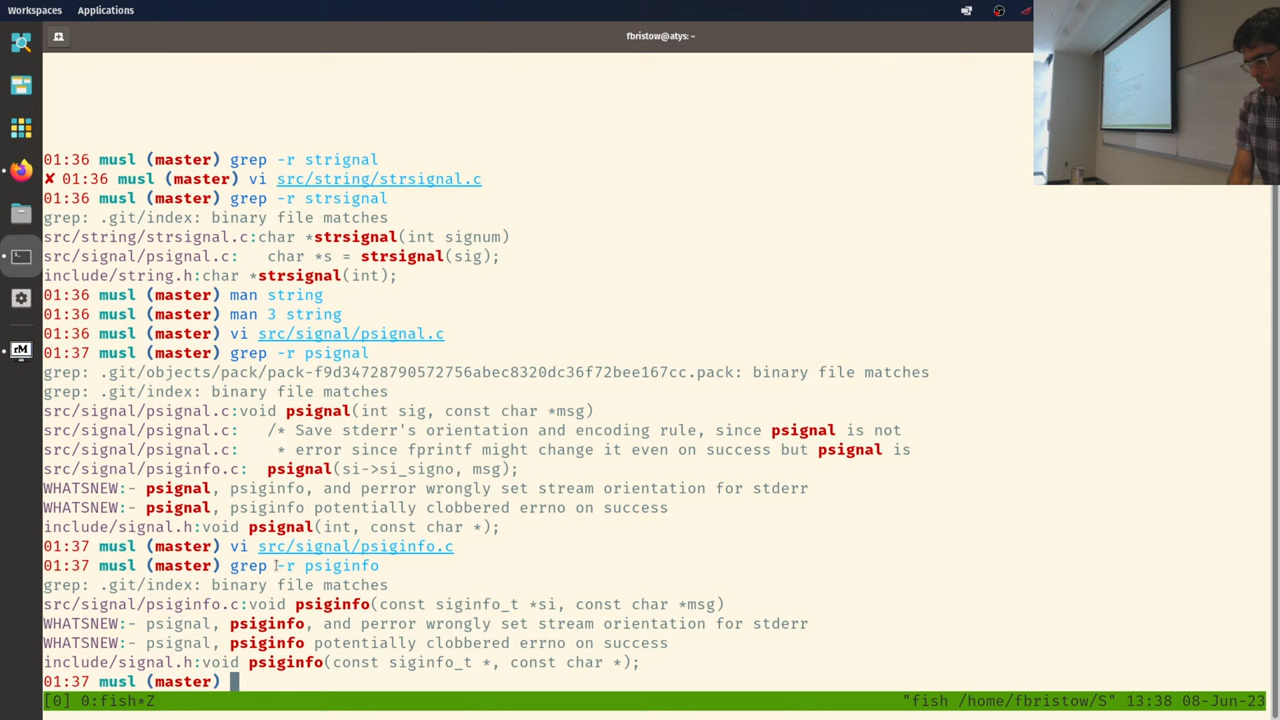 Workspaces Applications
fbristow@atys: ~
01:36 musl (master) grep -r strignal
✘ 01:36 musl (master) vi src/string/strsignal.c
01:36 musl (master) grep -r strsignal
grep: .git/index: binary file matches
src/string/strsignal.c:char *strsignal(int signum)
src/signal/psignal.c:   char *s = strsignal(sig);
include/string.h:char *strsignal(int);
01:36 musl (master) man string
01:36 musl (master) man 3 string
01:36 musl (master) vi src/signal/psignal.c
01:37 musl (master) grep -r psignal
grep: .git/objects/pack/pack-f9d34728790572756abec8320dc36f72bee167cc.pack: binary file matches
grep: .git/index: binary file matches
src/signal/psignal.c:void psignal(int sig, const char *msg)
src/signal/psignal.c:   /* Save stderr's orientation and encoding rule, since psignal is not
src/signal/psignal.c:    * error since fprintf might change it even on success but psignal is
src/signal/psiginfo.c:  psignal(si->si_signo, msg);
WHATSNEW:- psignal, psiginfo, and perror wrongly set stream orientation for stderr
WHATSNEW:- psignal, psiginfo potentially clobbered errno on success
include/signal.h:void psignal(int, const char *);
01:37 musl (master) vi src/signal/psiginfo.c
01:37 musl (master) grep -r psiginfo
grep: .git/index: binary file matches
src/signal/psiginfo.c:void psiginfo(const siginfo_t *si, const char *msg)
WHATSNEW:- psignal, psiginfo, and perror wrongly set stream orientation for stderr
WHATSNEW:- psignal, psiginfo potentially clobbered errno on success
include/signal.h:void psiginfo(const siginfo_t *, const char *);
01:37 musl (master)
[0] 0:fish*Z "fish /home/fbristow/S" 13:38 08-Jun-23
rM